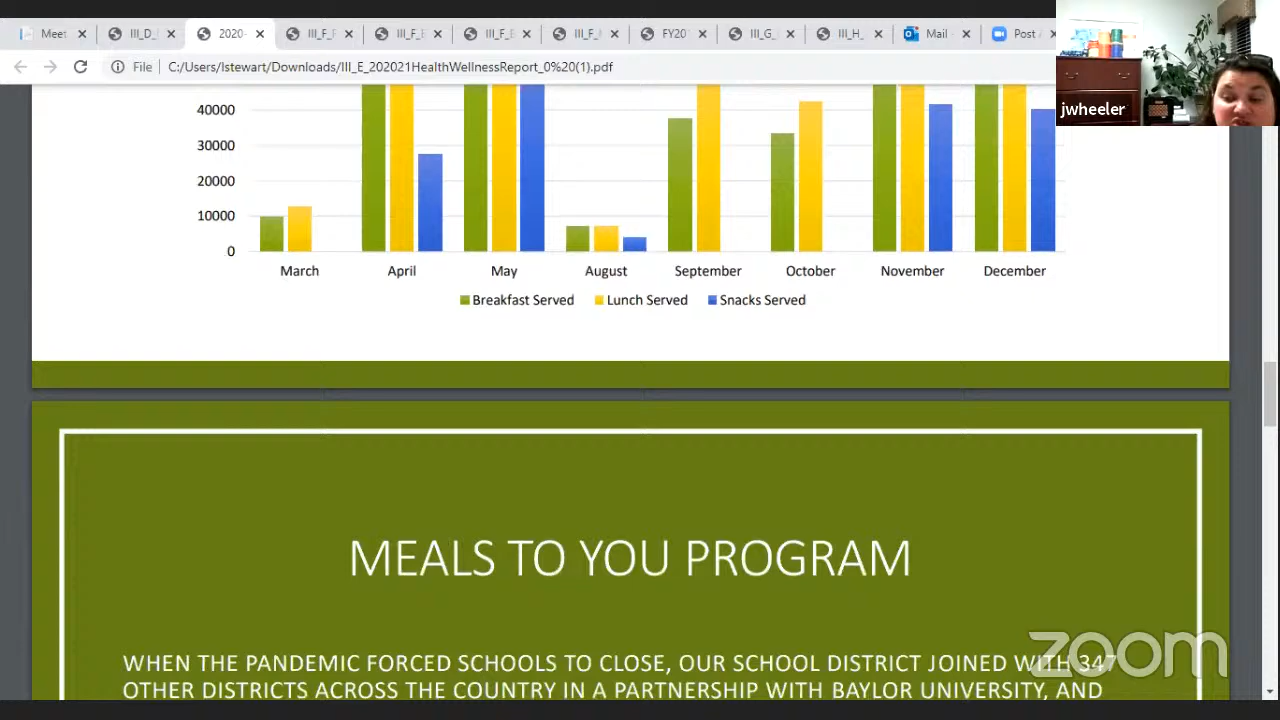 Meet
III_D_
2020-
III_F_F
III_F_E
III_F_E
III_F_
FY20
III_G_
III_H_
Mail
Post
File
C:/Users/lstewart/Downloads/III_E_202021HealthWellnessReport_0%20(1).pdf
jwheeler
40000
30000
20000
10000
0
March April May August September October November December
Breakfast Served Lunch Served Snacks Served
MEALS TO YOU PROGRAM
WHEN THE PANDEMIC FORCED SCHOOLS TO CLOSE, OUR SCHOOL DISTRICT JOINED WITH 347
OTHER DISTRICTS ACROSS THE COUNTRY IN A PARTNERSHIP WITH BAYLOR UNIVERSITY, AND
zoom